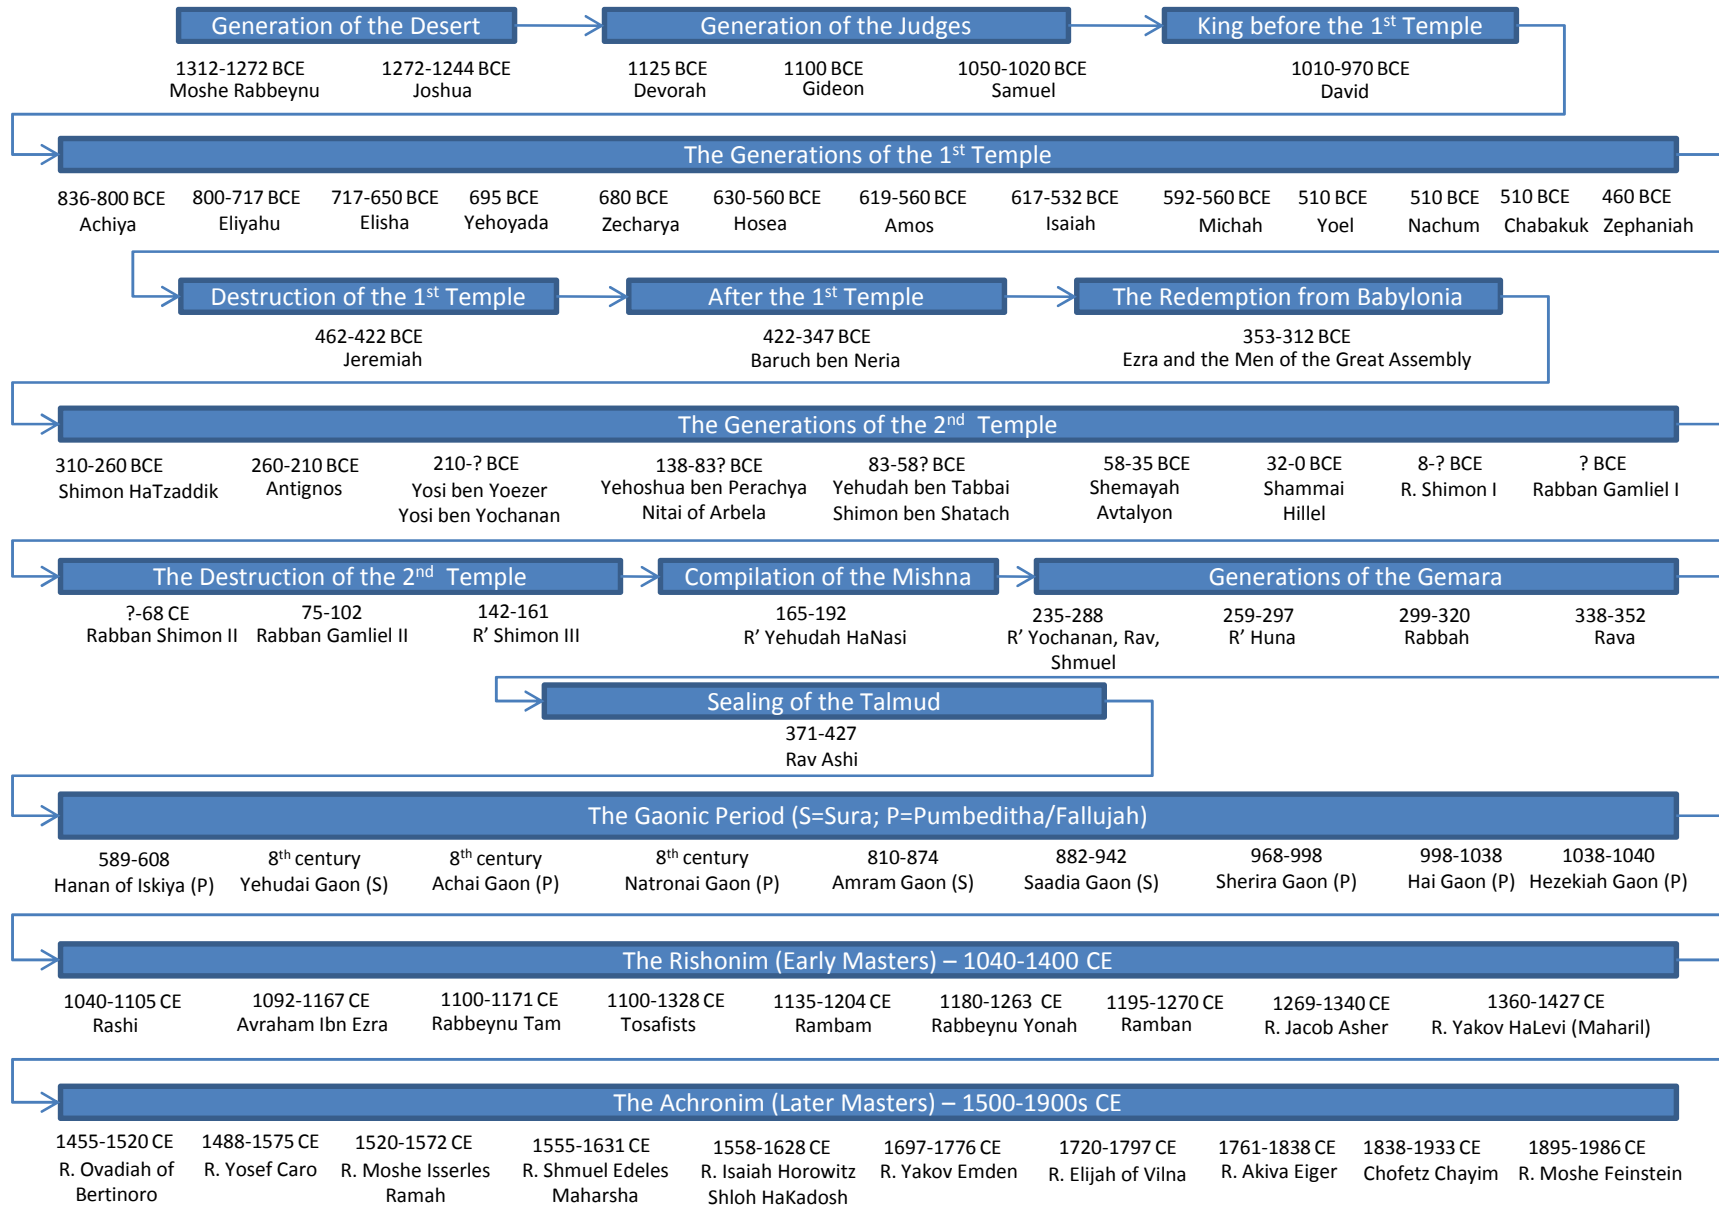 Generation of the Desert
Generation of the Judges
King before the 1st Temple
1312-1272 BCE
Moshe Rabbeynu
1272-1244 BCE
Joshua
1125 BCE
Devorah
1100 BCE
Gideon
1050-1020 BCE
Samuel
1010-970 BCE
David
The Generations of the 1st Temple
836-800 BCE
Achiya
800-717 BCE
Eliyahu
717-650 BCE
Elisha
695 BCE
Yehoyada
680 BCE
Zecharya
630-560 BCE
Hosea
619-560 BCE
Amos
617-532 BCE
Isaiah
592-560 BCE
Michah
510 BCE
Yoel
510 BCE
Nachum
510 BCE
Chabakuk
460 BCE
Zephaniah
Destruction of the 1st Temple
After the 1st Temple
The Redemption from Babylonia
462-422 BCE
Jeremiah
422-347 BCE
Baruch ben Neria
353-312 BCE
Ezra and the Men of the Great Assembly
The Generations of the 2nd Temple
310-260 BCE
Shimon HaTzaddik
260-210 BCE
Antignos
210-? BCE
Yosi ben Yoezer
Yosi ben Yochanan
138-83? BCE
Yehoshua ben Perachya
Nitai of Arbela
83-58? BCE
Yehudah ben Tabbai
Shimon ben Shatach
58-35 BCE
Shemayah
Avtalyon
32-0 BCE
Shammai
Hillel
8-? BCE
R. Shimon I
? BCE
Rabban Gamliel I
The Destruction of the 2nd Temple
Compilation of the Mishna
Generations of the Gemara
?-68 CE
Rabban Shimon II
75-102
Rabban Gamliel II
142-161
R’ Shimon III
165-192
R’ Yehudah HaNasi
235-288
R’ Yochanan, Rav,
Shmuel
259-297
R’ Huna
299-320
Rabbah
338-352
Rava
Sealing of the Talmud
371-427
Rav Ashi
The Gaonic Period (S=Sura; P=Pumbeditha/Fallujah)
589-608
Hanan of Iskiya (P)
8th century
Yehudai Gaon (S)
8th century
Achai Gaon (P)
8th century
Natronai Gaon (P)
810-874
Amram Gaon (S)
882-942
Saadia Gaon (S)
968-998
Sherira Gaon (P)
998-1038
Hai Gaon (P)
1038-1040
Hezekiah Gaon (P)
The Rishonim (Early Masters) – 1040-1400 CE
1040-1105 CE
Rashi
1092-1167 CE
Avraham Ibn Ezra
1100-1171 CE
Rabbeynu Tam
1100-1328 CE
Tosafists
1135-1204 CE
Rambam
1180-1263 CE
Rabbeynu Yonah
1195-1270 CE
Ramban
1269-1340 CE
R. Jacob Asher
1360-1427 CE
R. Yakov HaLevi (Maharil)
The Achronim (Later Masters) – 1500-1900s CE
1455-1520 CE
R. Ovadiah of
Bertinoro
1488-1575 CE
R. Yosef Caro
1520-1572 CE
R. Moshe Isserles
Ramah
1555-1631 CE
R. Shmuel Edeles
Maharsha
1558-1628 CE
R. Isaiah Horowitz
Shloh HaKadosh
1697-1776 CE
R. Yakov Emden
1720-1797 CE
R. Elijah of Vilna
1761-1838 CE
R. Akiva Eiger
1838-1933 CE
Chofetz Chayim
1895-1986 CE
R. Moshe Feinstein